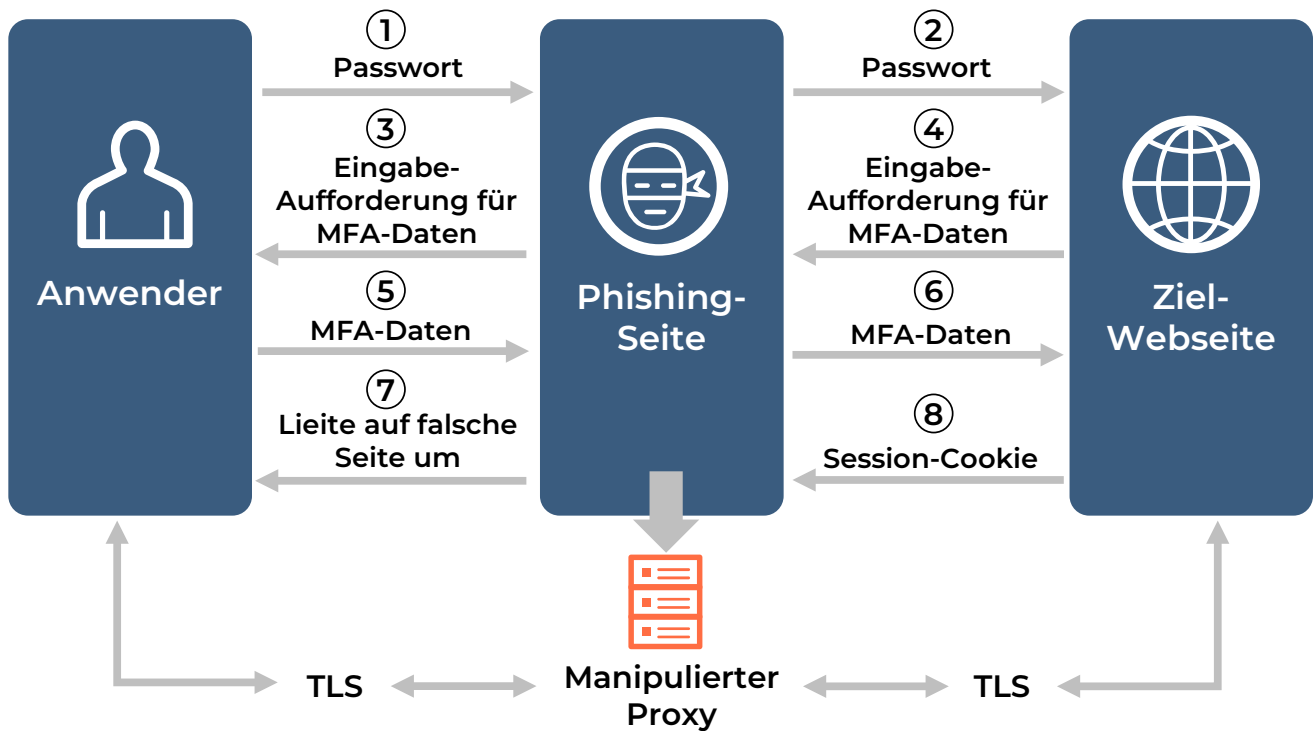 ①
Passwort
②
Passwort
③
Eingabe-
Aufforderung für
MFA-Daten
④
Eingabe-
Aufforderung für
MFA-Daten
Anwender
Phishing-
Seite
Ziel-
Webseite
⑤
MFA-Daten
⑥
MFA-Daten
⑦
Lieite auf falsche
Seite um
⑧
Session-Cookie
TLS
Manipulierter
Proxy
TLS